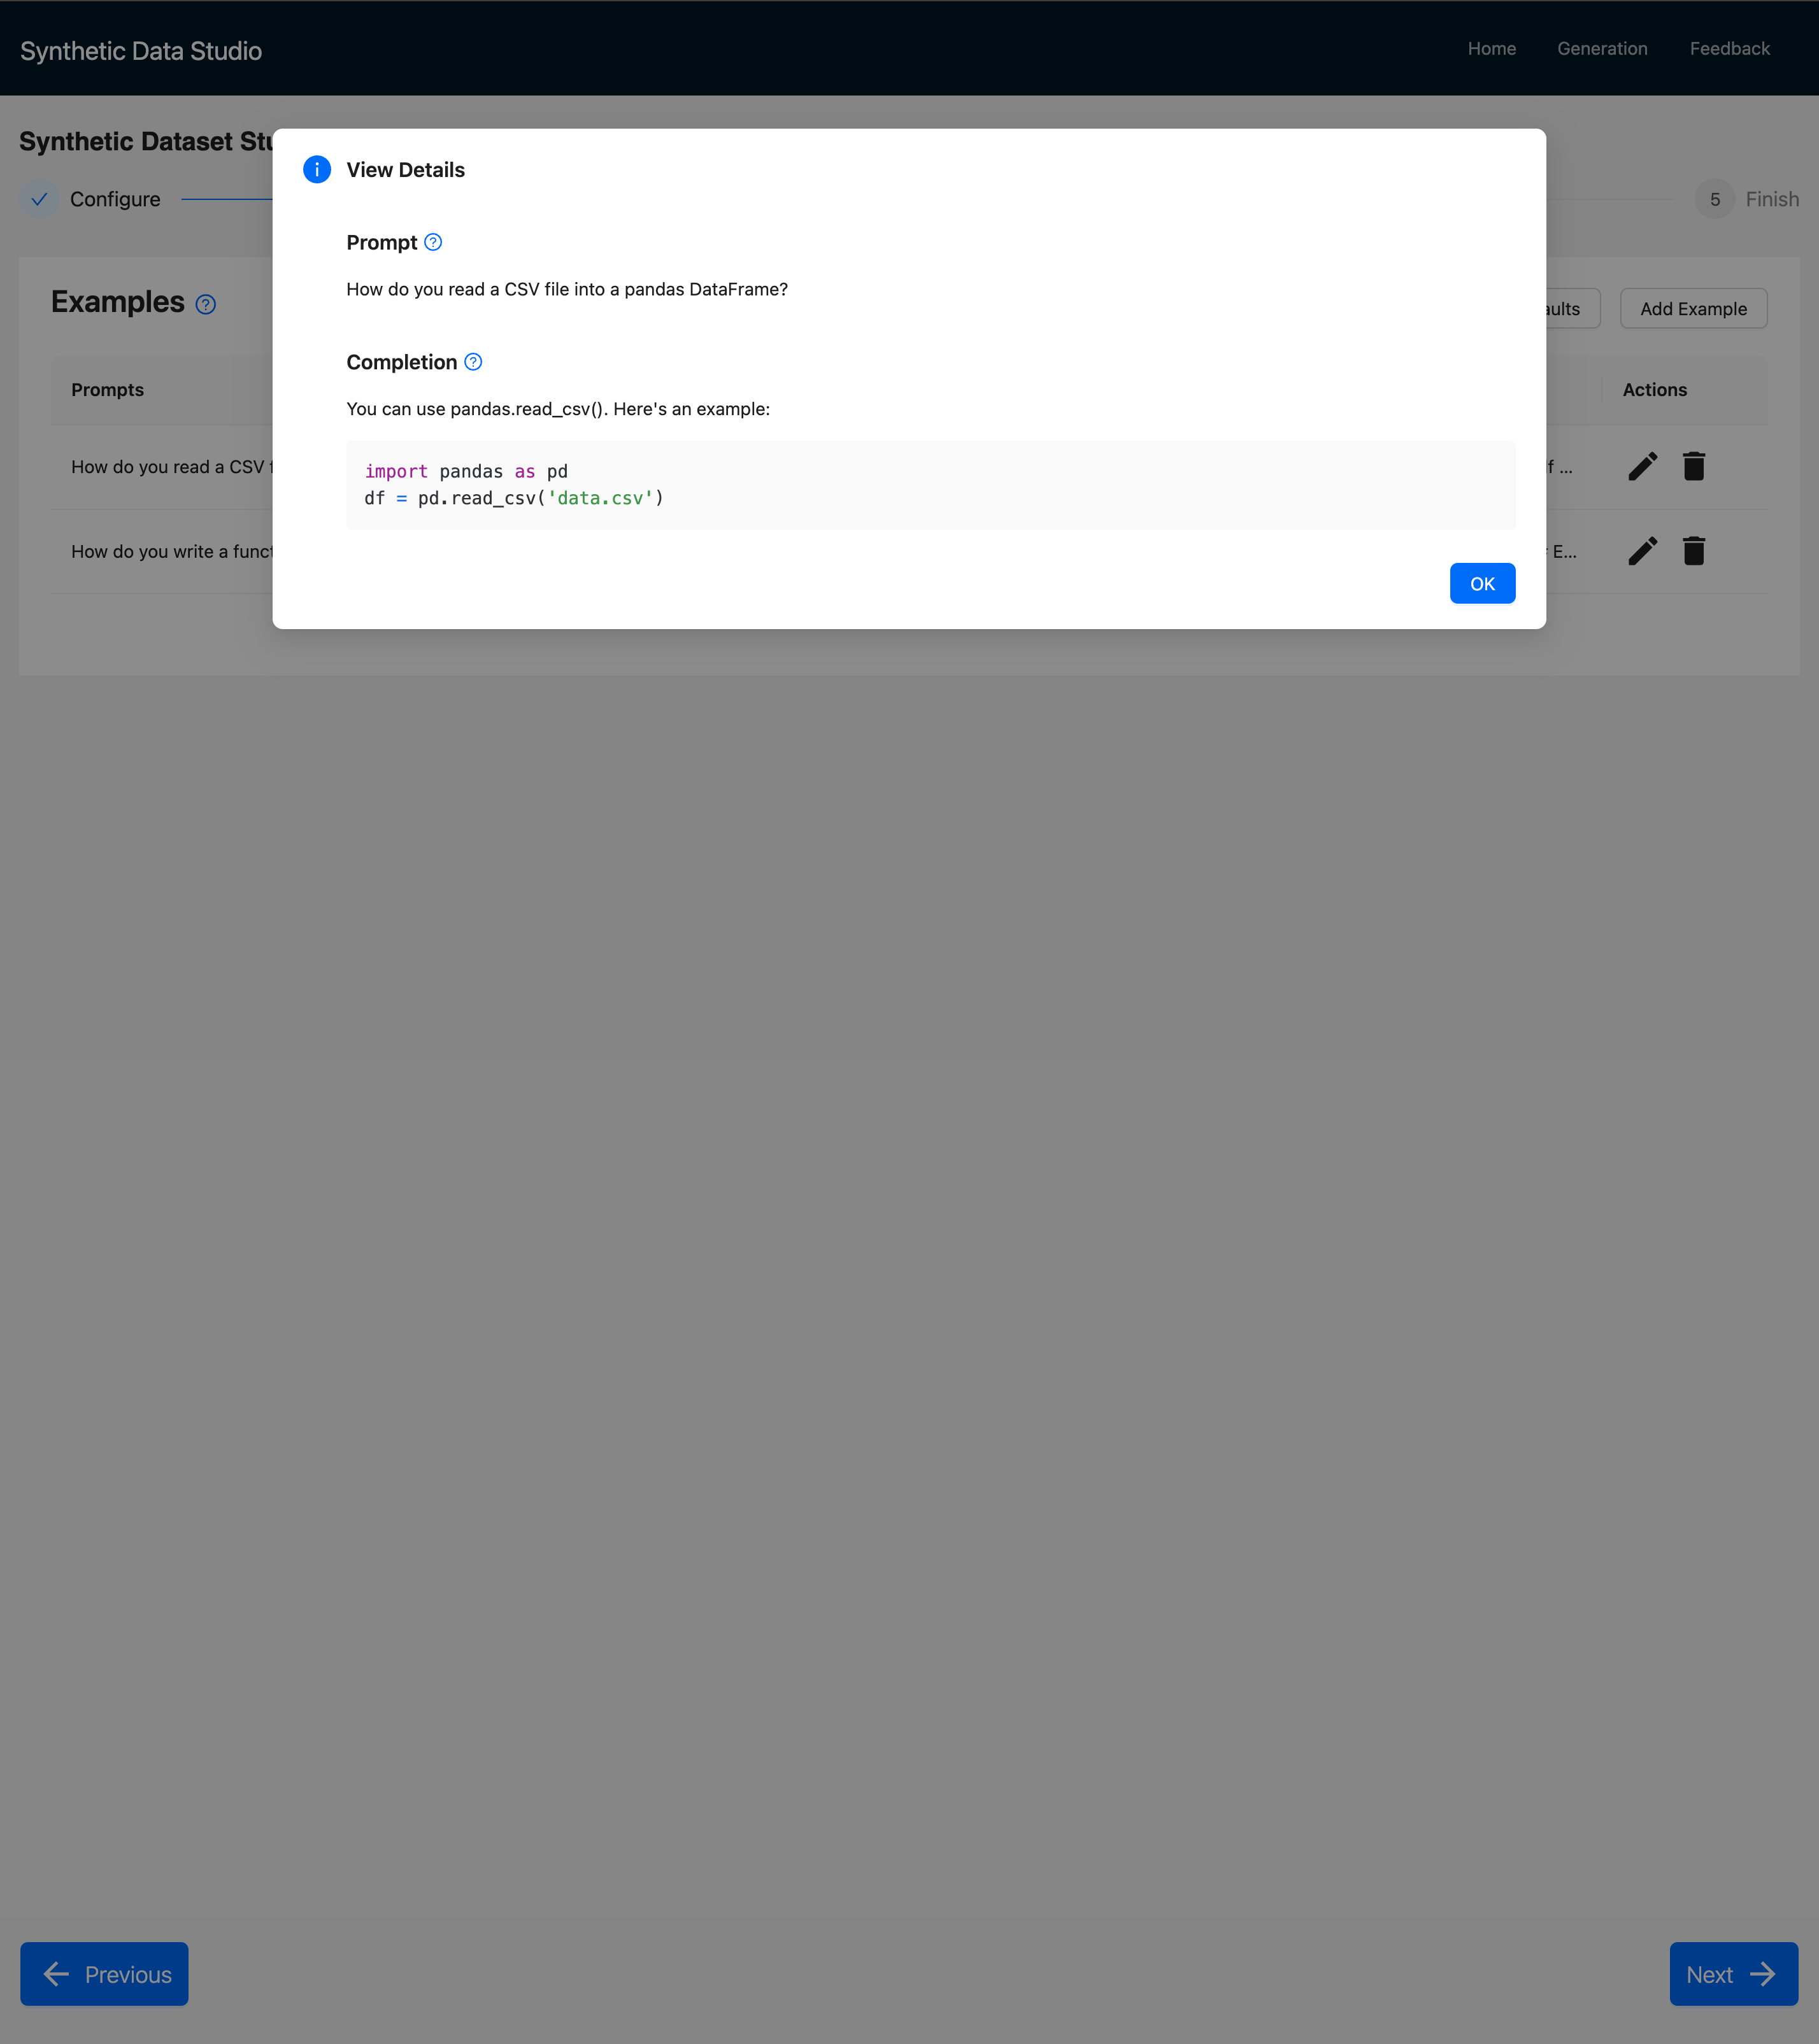 Synthetic Data Studio
Home Generation Feedback
Synthetic Dataset
Configure
5 Finish
View Details
Prompt
How do you read a CSV file into a pandas DataFrame?
Completion
You can use pandas.read_csv(). Here's an example:
import pandas as pd
df = pd.read_csv('data.csv')
OK
Examples
Add Example
Prompts
Actions
How do you read a CSV
How do you write a
Previous
Next